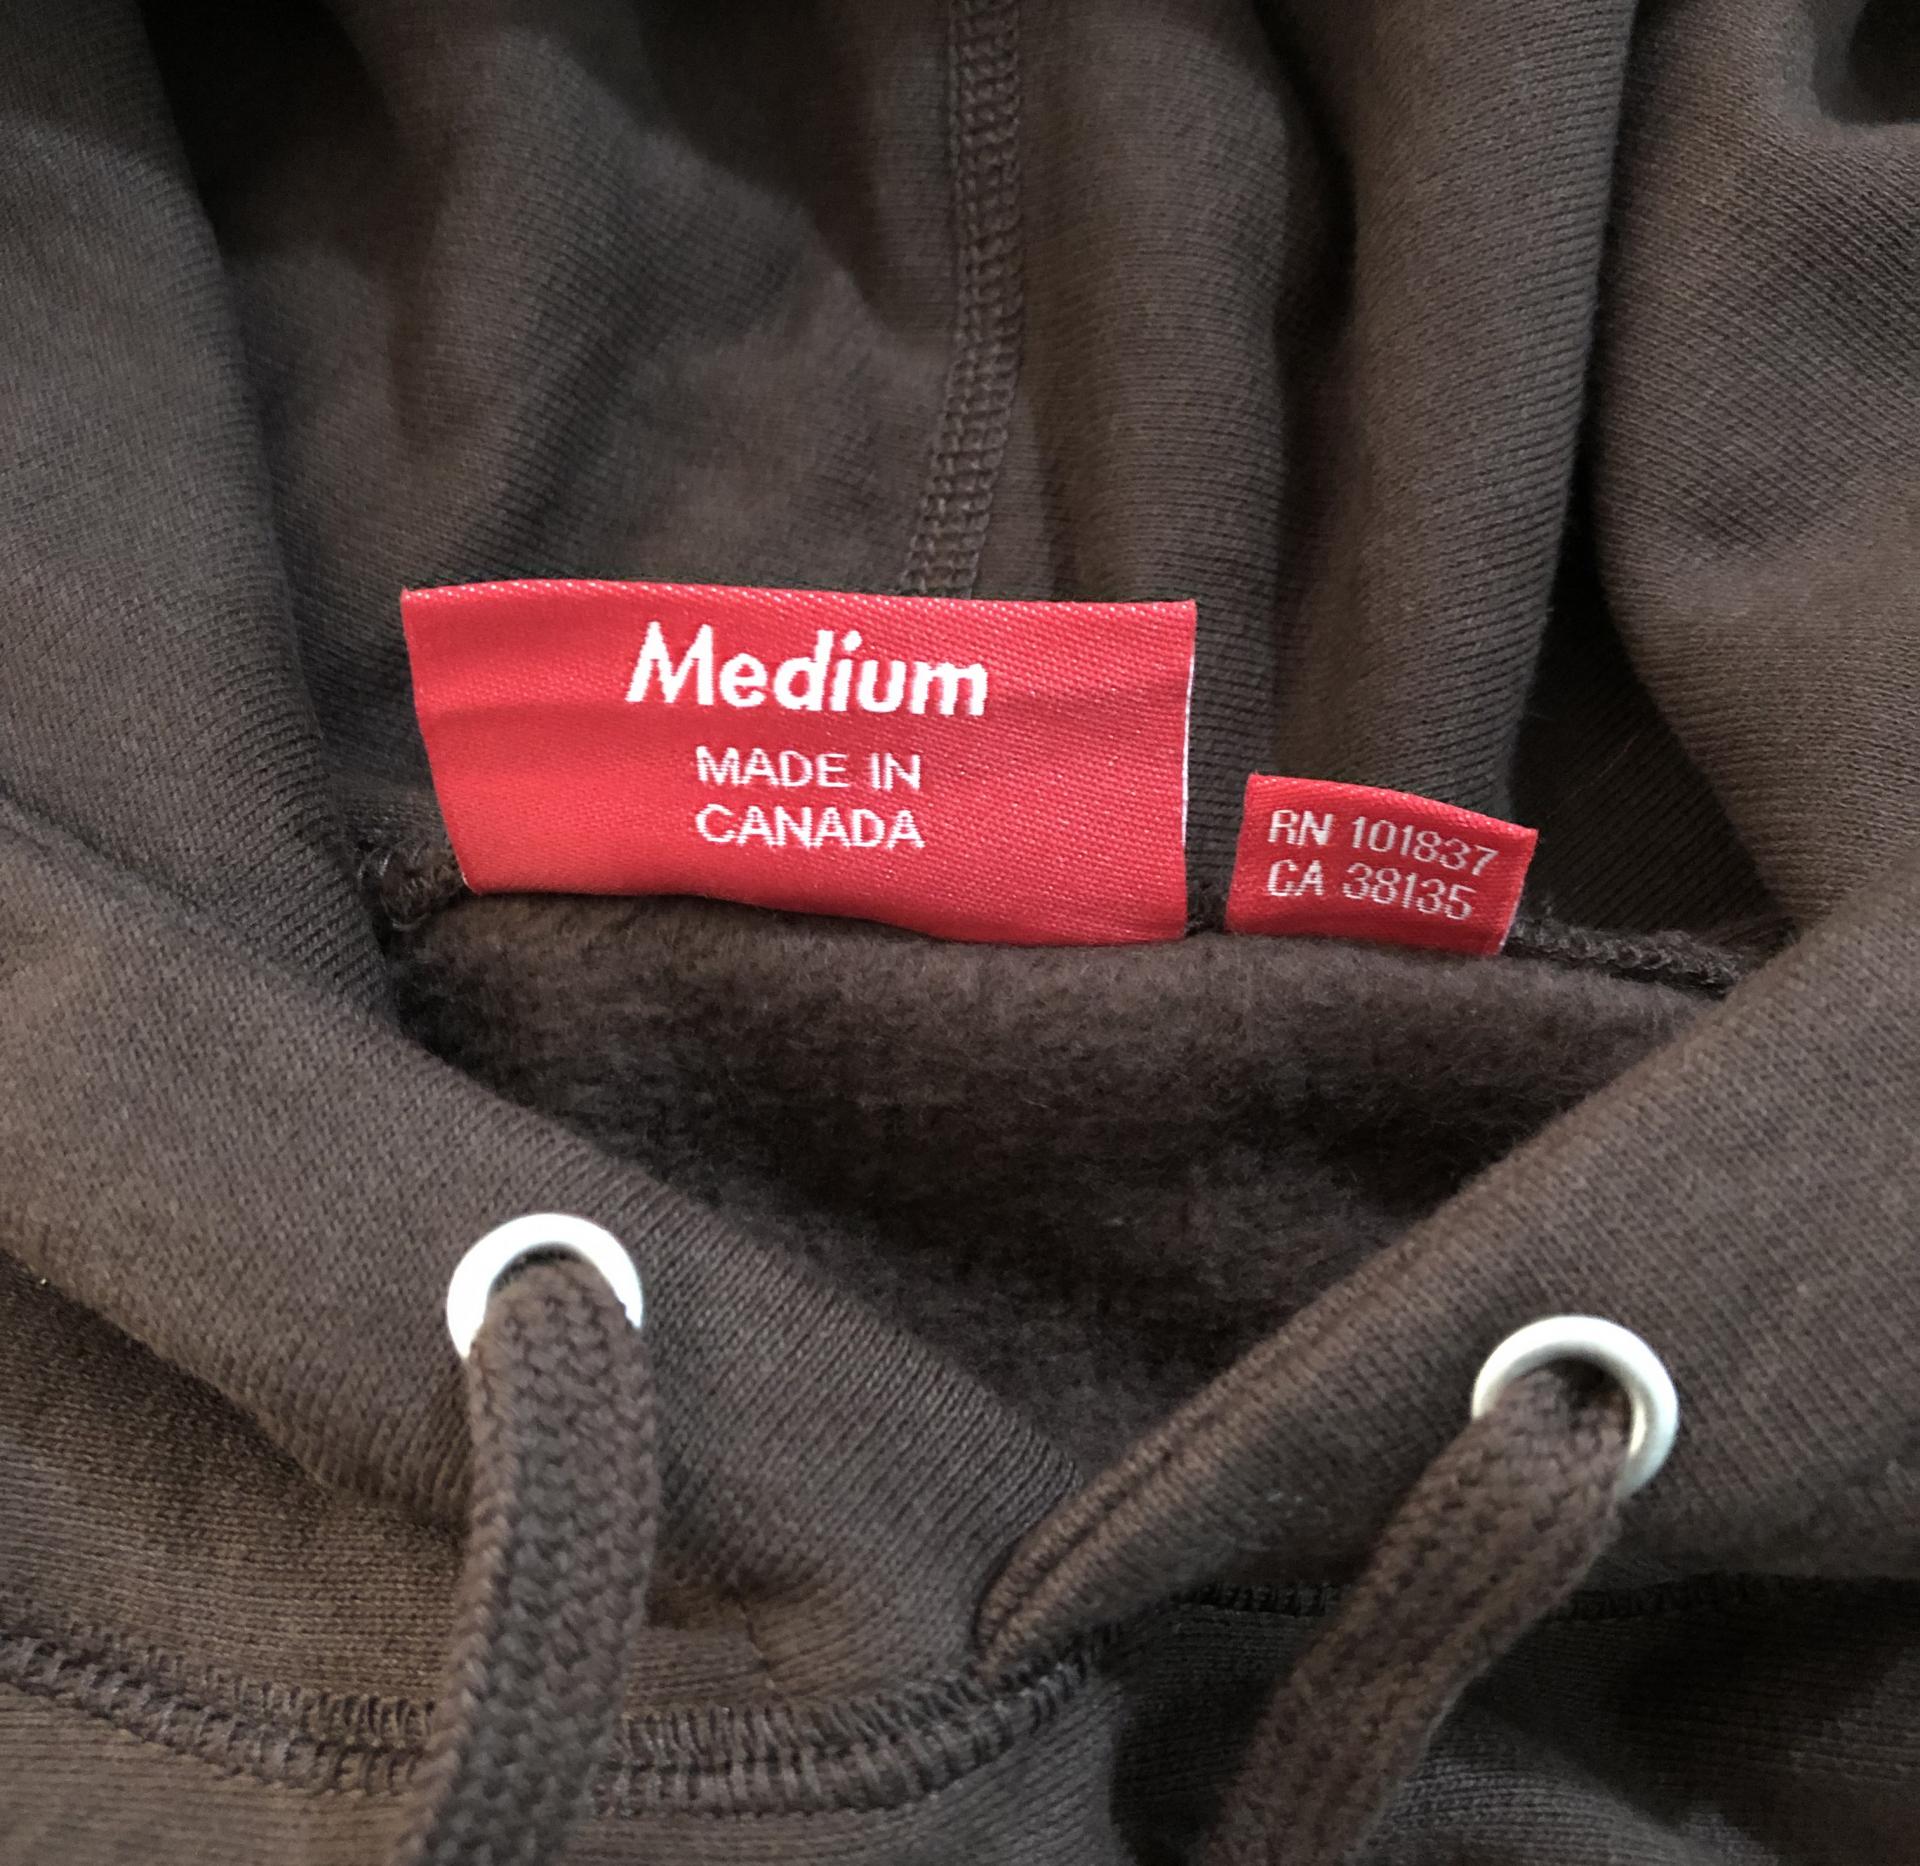 Medium
MADE IN
CANADA
RN 101837
CA 38135